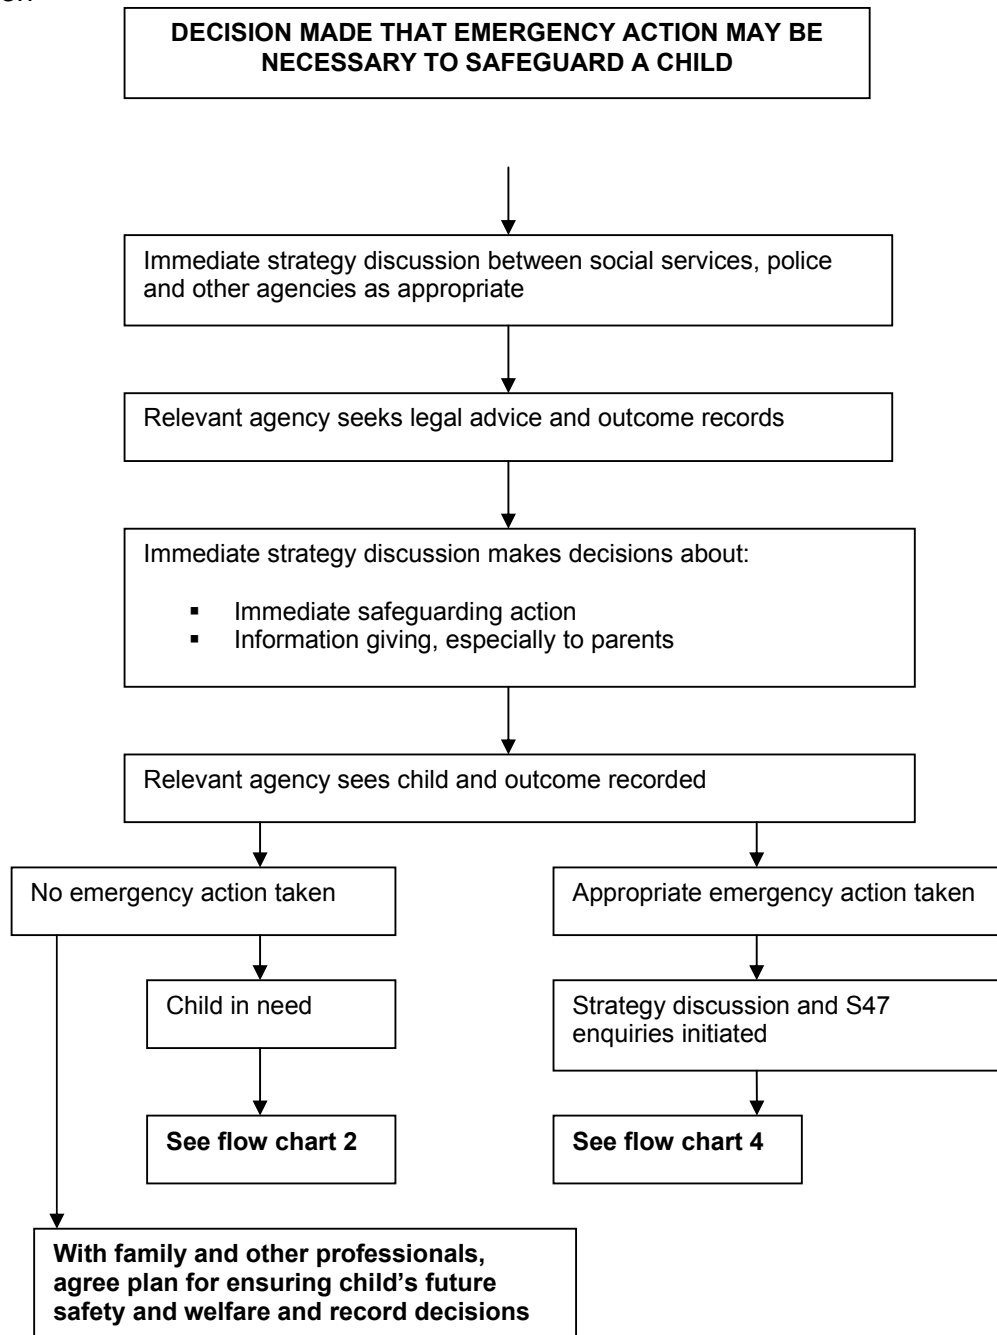 DECISION MADE THAT EMERGENCY ACTION MAY BE
NECESSARY TO SAFEGUARD A CHILD
Immediate strategy discussion between social services, police
and other agencies as appropriate
Relevant agency seeks legal advice and outcome records
Immediate strategy discussion makes decisions about:
▪ Immediate safeguarding action
▪ Information giving, especially to parents
Relevant agency sees child and outcome recorded
No emergency action taken
Appropriate emergency action taken
Child in need
Strategy discussion and S47
enquiries initiated
See flow chart 2
See flow chart 4
With family and other professionals,
agree plan for ensuring child’s future
safety and welfare and record decisions